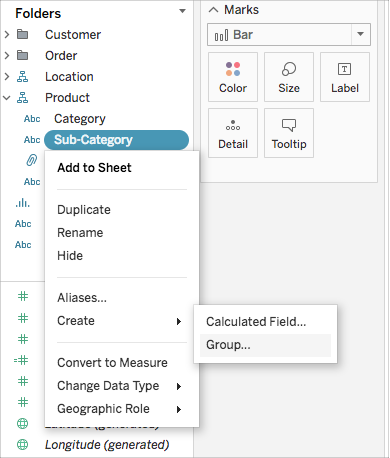 Folders
Customer
Order
Location
Product
Abc Category
Abc Sub-Category
Abc
Abc
Abc
Add to Sheet
Duplicate
Rename
Hide
Aliases...
Create
Convert to Measure
Change Data Type
Geographic Role
Calculated Field...
Group...
Longitude (generated)
Marks
Bar
Color
Size
T
Label
Detail
Tooltip